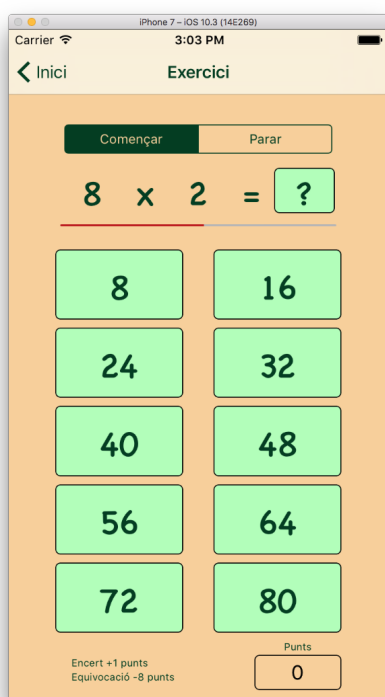 iPhone 7 – iOS 10.3 (14E269)
Carrier 3:03 PM
Inici Exercici
Començar Parar
8 x 2 = ?
8 16
24 32
40 48
56 64
72 80
Punts
Encert +1 punts
Equivocació -8 punts
0